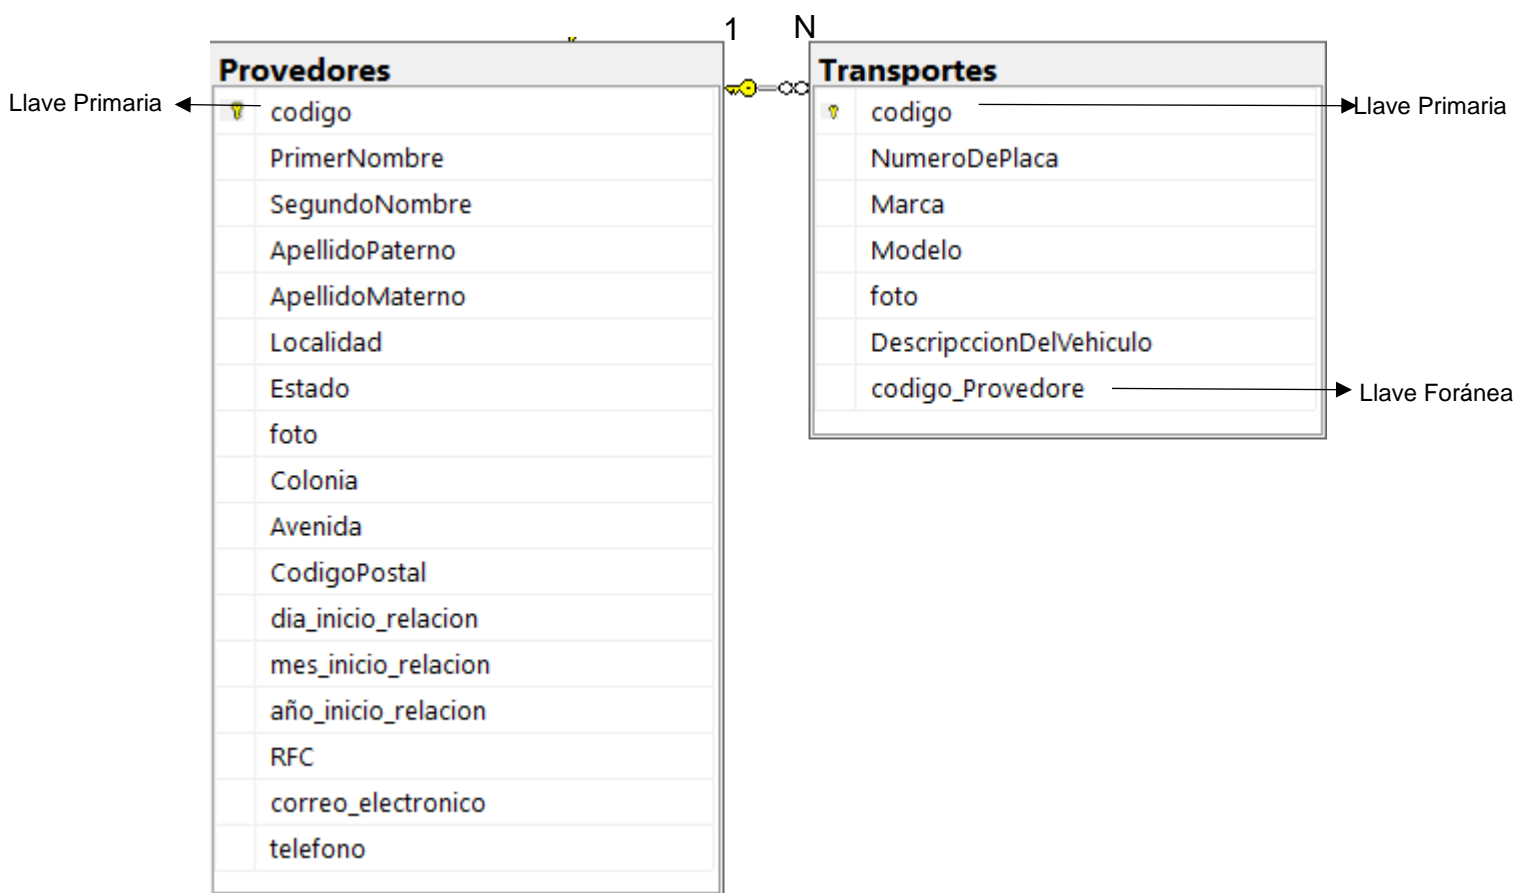 1 N
Provedores
Transportes
Llave Primaria
codigo
codigo
Llave Primaria
PrimerNombre
NumeroDePlaca
SegundoNombre
Marca
ApellidoPaterno
Modelo
ApellidoMaterno
foto
Localidad
DescripccionDelVehiculo
Estado
codigo_Provedore
Llave Foránea
foto
Colonia
Avenida
CodigoPostal
dia_inicio_relacion
mes_inicio_relacion
año_inicio_relacion
RFC
correo_electronico
telefono